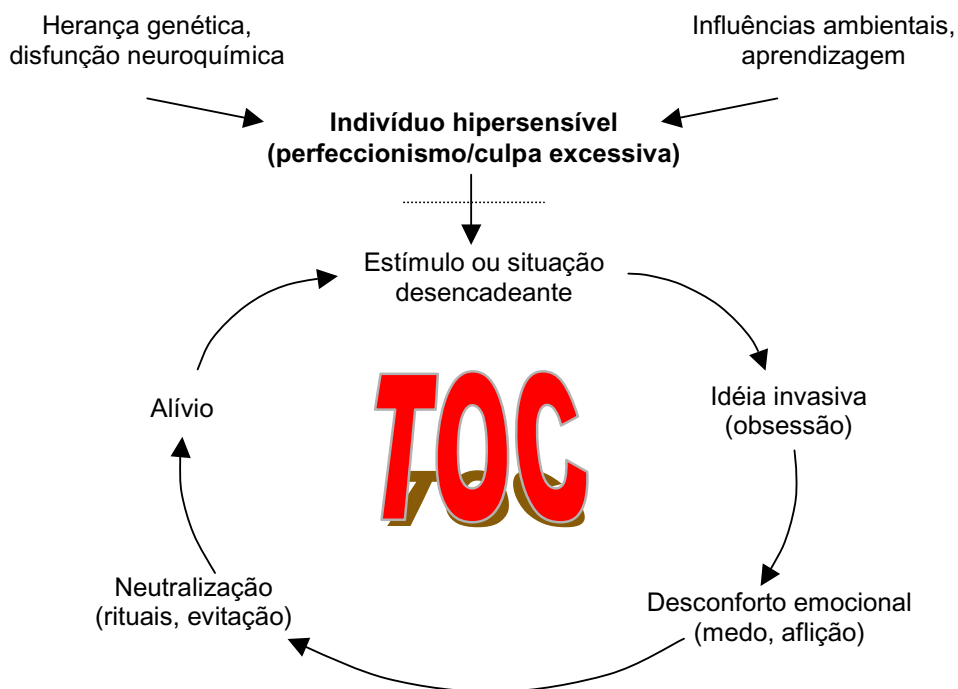 Herança genética,
disfunção neuroquímica
Influências ambientais,
aprendizagem
Indivíduo hipersensível
(perfeccionismo/culpa excessiva)
Estímulo ou situação
desencadeante
Idéia invasiva
(obsessão)
Desconforto emocional
(medo, aflição)
Neutralização
(rituais, evitação)
Alívio
TOC